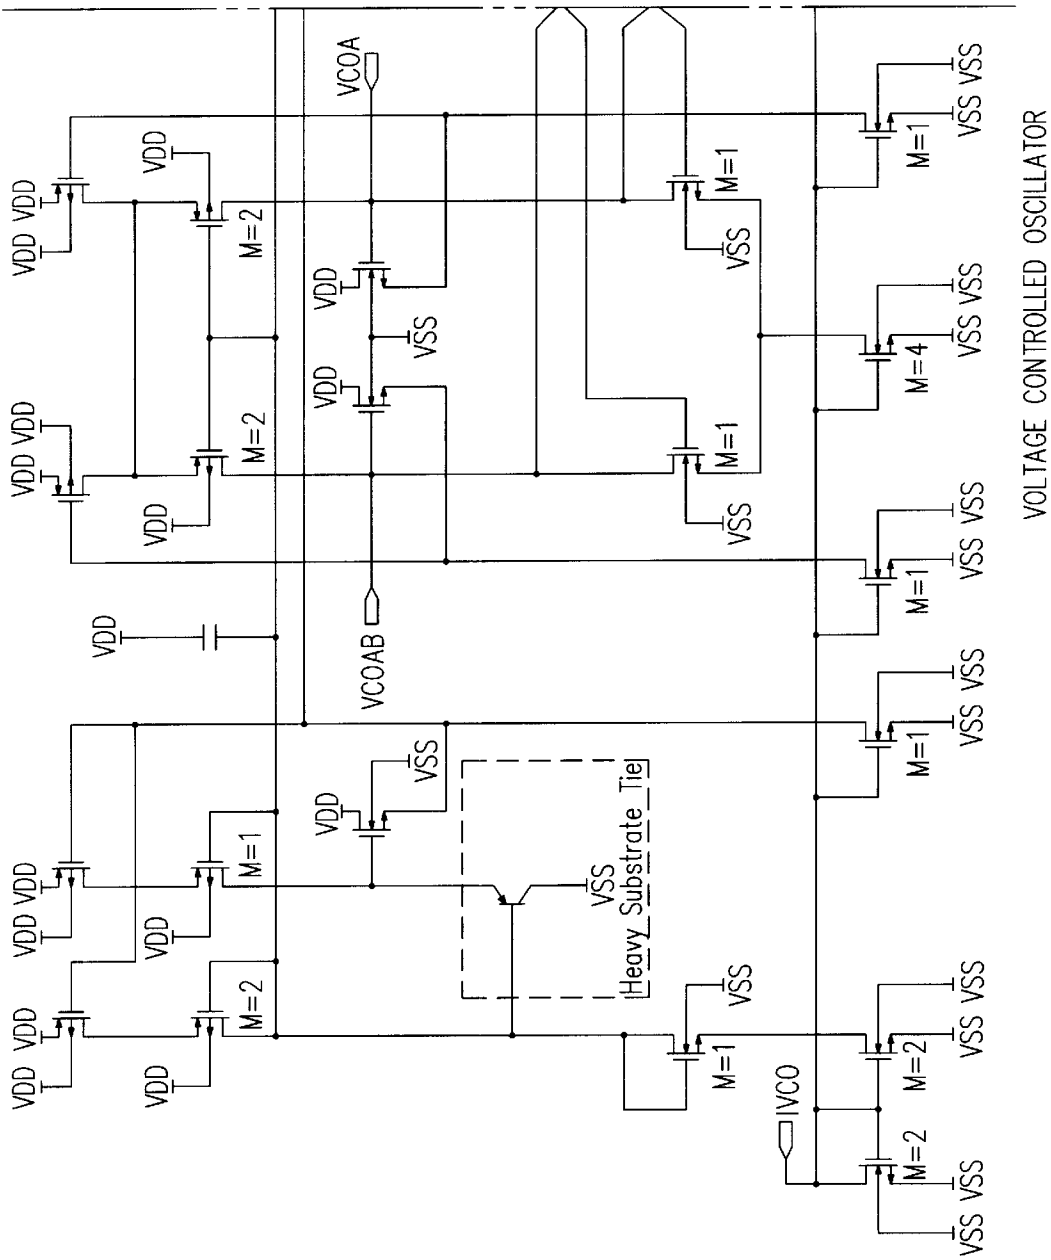 VDD VDD VDD VDD VDD VDD VDD VDD
VDD
VDD VDD VDD VDD
M=2 M=1 M=2 M=2
VDD VDD VDD
VCOA
VCOAB
VSS VSS
VSS
Heavy Substrate Tie
M=1 VSS VSS M=1 VSS M=1
IVCO
M=2 M=2 M=1 M=1 M=4 M=1
VSS VSS VSS VSS VSS VSS VSS VSS VSS VSS VSS VSS
VOLTAGE CONTROLLED OSCILLATOR